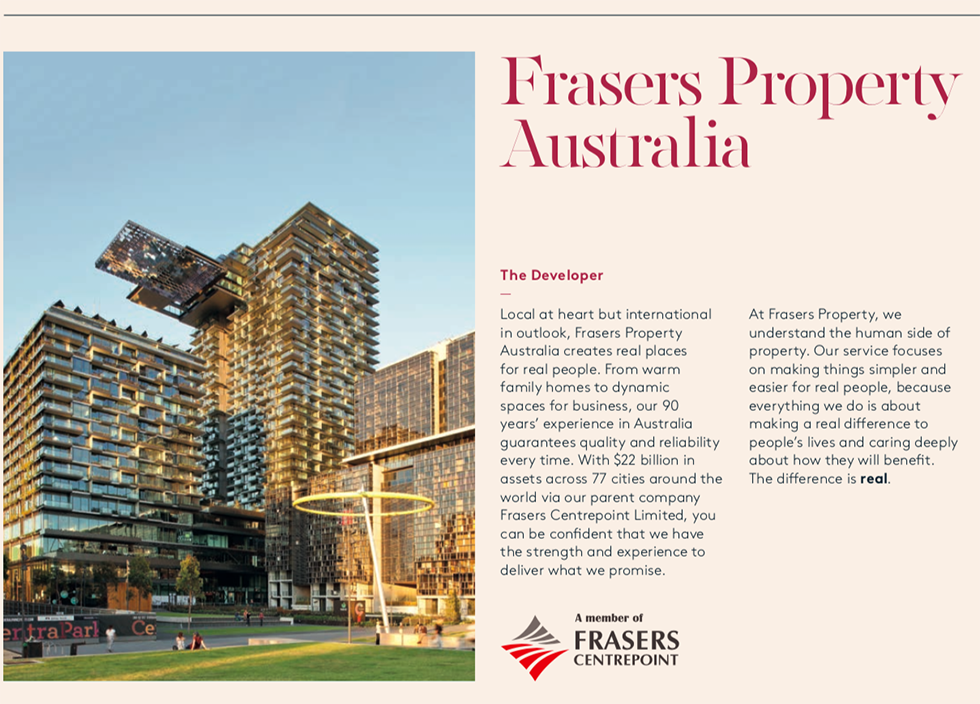 Frasers Property
Australia
The Developer
Local at heart but international
in outlook, Frasers Property
Australia creates real places
for real people. From warm
family homes to dynamic
spaces for business, our 90
years’ experience in Australia
guarantees quality and reliability
every time. With $22 billion in
assets across 77 cities around the
world via our parent company
Frasers Centrepoint Limited, you
can be confident that we have
the strength and experience to
deliver what we promise.
At Frasers Property, we
understand the human side of
property. Our service focuses
on making things simpler and
easier for real people, because
everything we do is about
making a real difference to
people’s lives and caring deeply
about how they will benefit.
The difference is real.
A member of
FRASERS
CENTREPOINT
entralPark
Ce